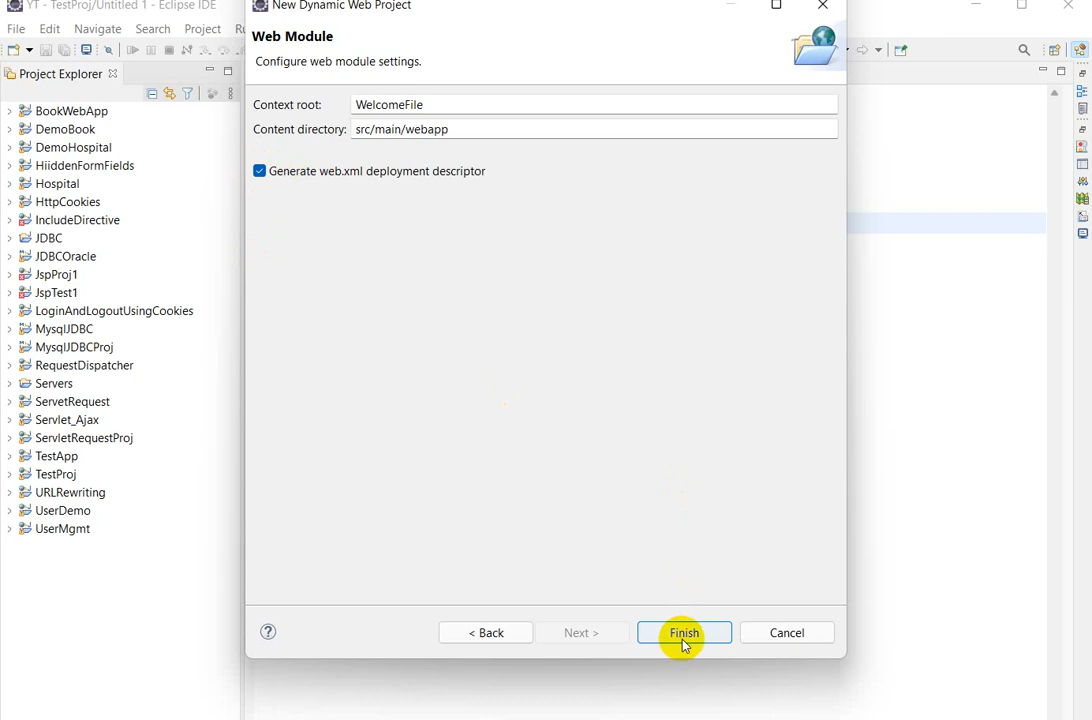 YT - TestProj/Untitled 1 - Eclipse IDE
New Dynamic Web Project
File Edit Navigate Search Project Ru
Web Module
Configure web module settings.
Project Explorer
Context root: WelcomeFile
Content directory: src/main/webapp
Generate web.xml deployment descriptor
BookWebApp
DemoBook
DemoHospital
HiidenFormFields
Hospital
HttpCookies
IncludeDirective
JDBC
JDBCOracle
JspProj1
JspTest1
LoginAndLogoutUsingCookies
MysqlJDBC
MysqlJDBCProj
RequestDispatcher
Servers
ServetRequest
Servlet_Ajax
ServletRequestProj
TestApp
TestProj
URLRewriting
UserDemo
UserMgmt
? < Back Next > Finish Cancel